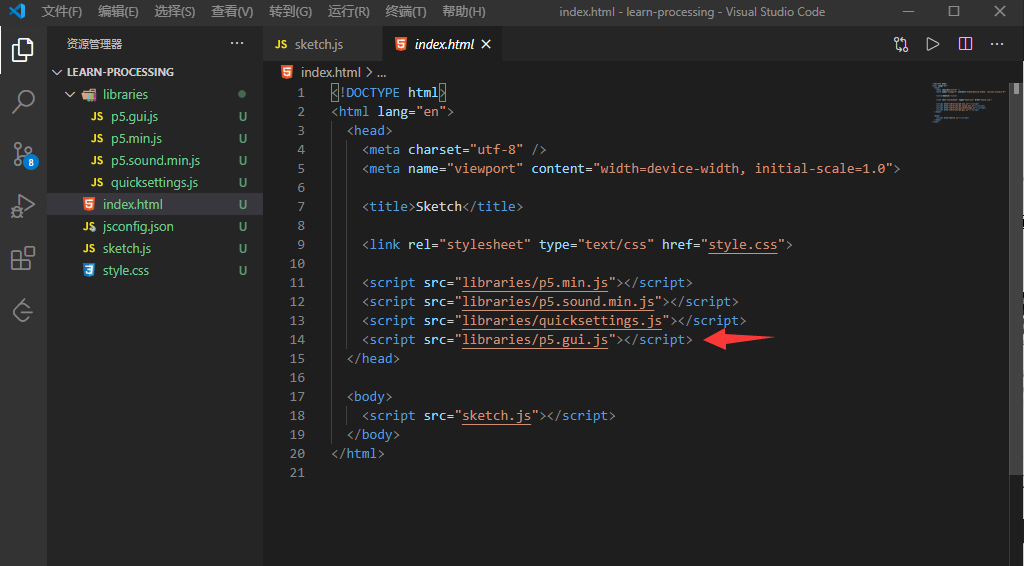 文件(F) 编辑(E) 选择(S) 查看(V) 转到(G) 运行(R) 终端(T) 帮助(H) index.html - learn-processing - Visual Studio Code
资源管理器
sketch.js
index.html
LEARN-PROCESSING
libraries
p5.gui.js U
p5.min.js U
p5.sound.min.js U
quicksettings.js U
index.html U
jsconfig.json U
sketch.js U
style.css U
8
index.html > ...
1 <!DOCTYPE html>
2 <html lang="en">
3 <head>
4 <meta charset="utf-8" />
5 <meta name="viewport" content="width=device-width, initial-scale=1.0">
6
7 <title>Sketch</title>
8
9 <link rel="stylesheet" type="text/css" href="style.css">
10
11 <script src="libraries/p5.min.js"></script>
12 <script src="libraries/p5.sound.min.js"></script>
13 <script src="libraries/quicksettings.js"></script>
14 <script src="libraries/p5.gui.js"></script>
15 </head>
16
17 <body>
18 <script src="sketch.js"></script>
19 </body>
20 </html>
21